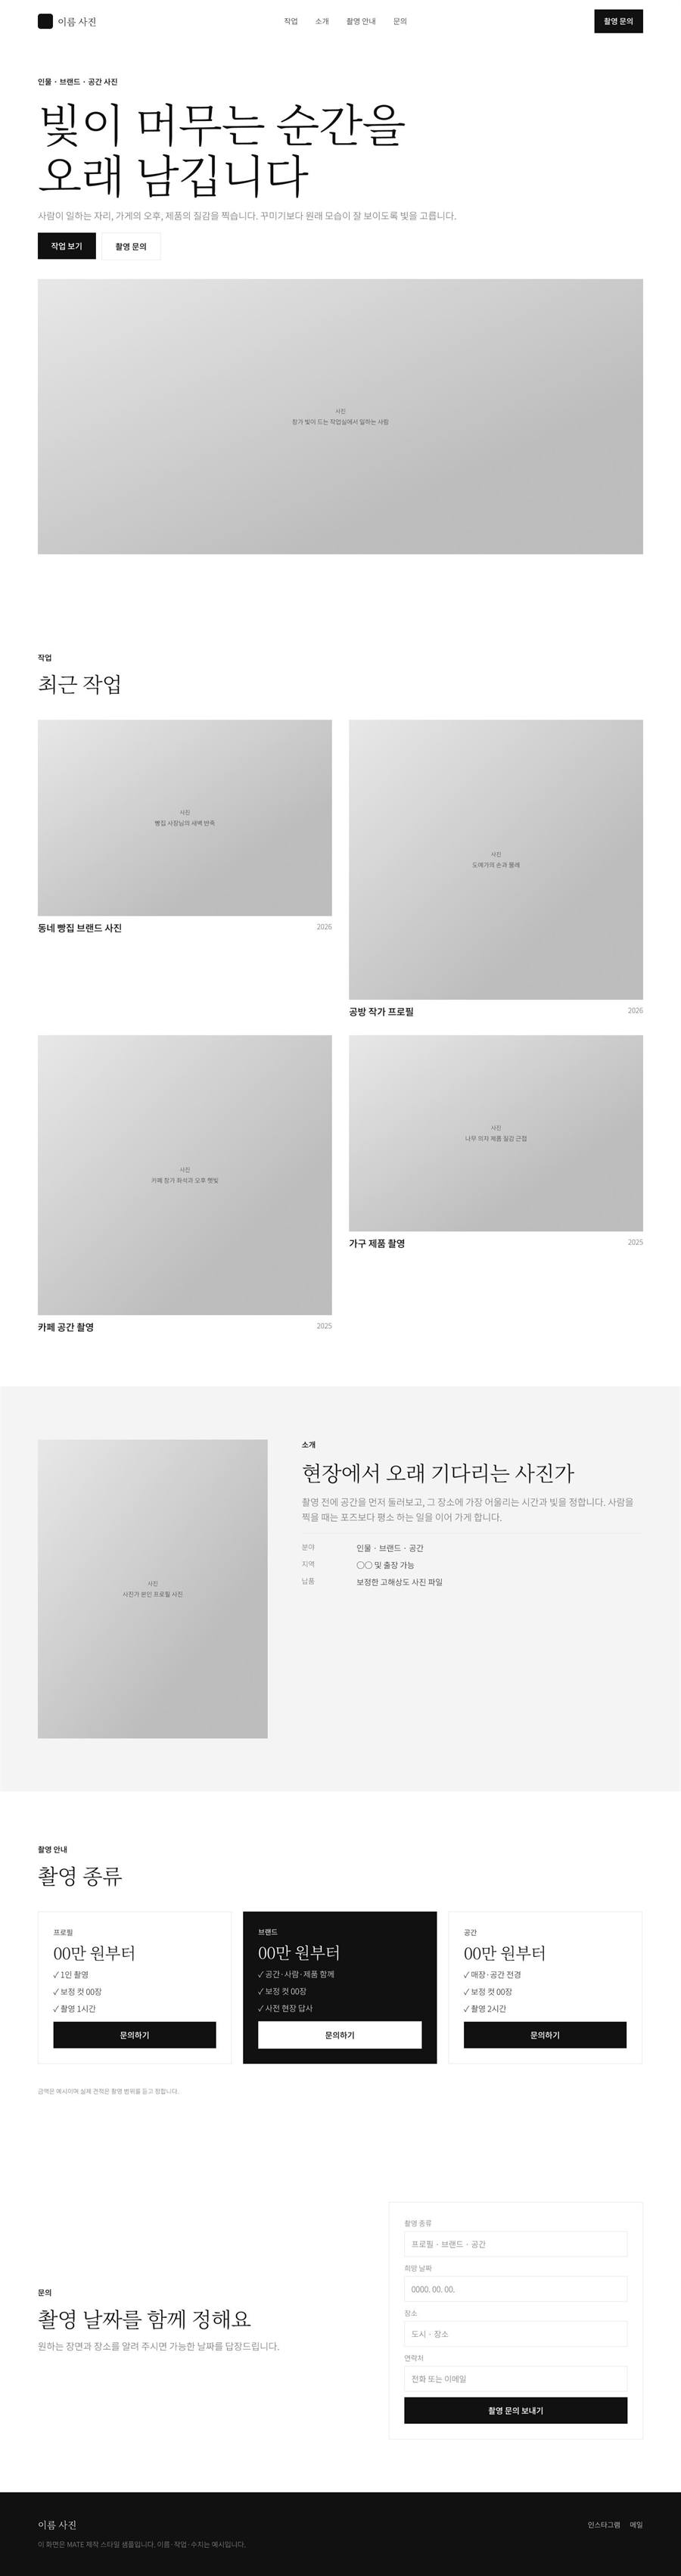 이름 사진
작업 소개 촬영 안내 문의
촬영 문의
인물 · 브랜드 · 공간 사진
빛이 머무는 순간을
오래 남깁니다
사람이 일하는 자리, 가게의 오후, 제품의 질감을 찍습니다. 꾸미기보다 원래 모습이 잘 보이도록 빛을 고릅니다.
작업 보기 촬영 문의
사진
창가 빛이 드는 작업실에서 일하는 사람
작업
최근 작업
사진
빵집 사장님의 새벽 반죽
동네 빵집 브랜드 사진 2026
사진
도예가의 손과 물레
공방 작가 프로필 2026
사진
카페 창가 좌석과 오후 햇빛
카페 공간 촬영 2025
사진
나무 의자 제품 질감 근접
가구 제품 촬영 2025
사진
사진가 본인 프로필 사진
소개
현장에서 오래 기다리는 사진가
촬영 전에 공간을 먼저 둘러보고, 그 장소에 가장 어울리는 시간과 빛을 정합니다. 사람을
찍을 때는 포즈보다 평소 하는 일을 이어 가게 합니다.
분야 인물 · 브랜드 · 공간
지역 ○○ 및 출장 가능
납품 보정한 고해상도 사진 파일
촬영 안내
촬영 종류
프로필
00만 원부터
✓ 1인 촬영
✓ 보정 컷 00장
✓ 촬영 1시간
문의하기
브랜드
00만 원부터
✓ 공간·사람·제품 함께
✓ 보정 컷 00장
✓ 사전 현장 답사
문의하기
공간
00만 원부터
✓ 매장·공간 전경
✓ 보정 컷 00장
✓ 촬영 2시간
문의하기
금액은 예시이며 실제 견적은 촬영 범위를 듣고 정합니다.
문의
촬영 날짜를 함께 정해요
원하는 장면과 장소를 알려 주시면 가능한 날짜를 답장드립니다.
촬영 종류
프로필 · 브랜드 · 공간
희망 날짜
0000. 00. 00.
장소
도시 · 장소
연락처
전화 또는 이메일
촬영 문의 보내기
이름 사진
인스타그램 메일
이 화면은 MATE 제작 스타일 샘플입니다. 이름·작업·수치는 예시입니다.